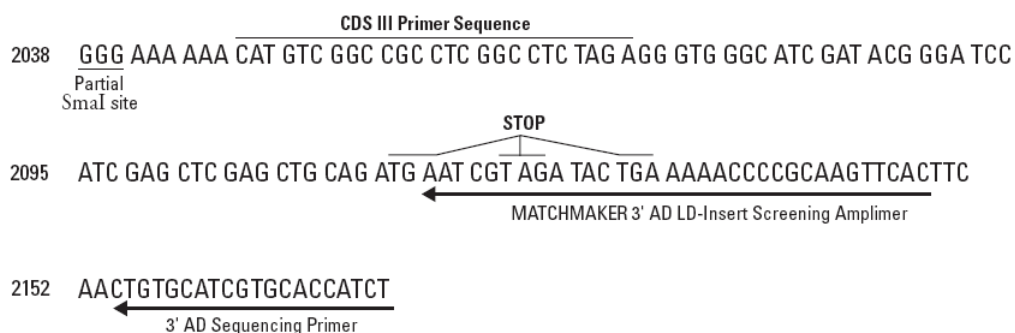 CDS III Primer Sequence
2038 GGG AAA AAA CAT GTC GGC CGC CTC GGC CTC TAG AGG GTG GGC ATC GAT ACG GGA TCC
Partial
SmaI site
STOP
2095 ATC GAG CTC GAG CTG CAG ATG AAT CGT AGA TAC TGA AAAACCCCGCAAGTTCACTTC
MATCHMAKER 3' AD LD-Insert Screening Amplimer
2152 AACTGTGCATCGTGCACCATCT
3' AD Sequencing Primer